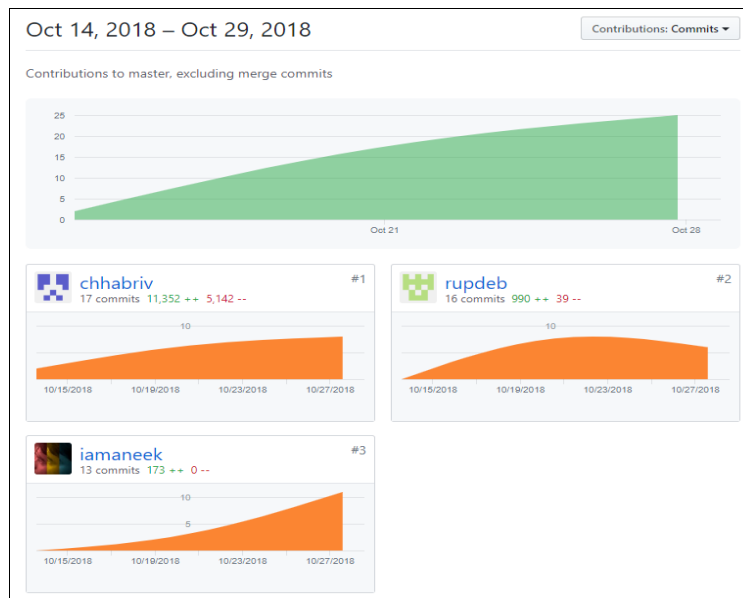 Oct 14, 2018 – Oct 29, 2018
Contributions: Commits
Contributions to master, excluding merge commits
25
20
15
10
5
0
Oct 21
Oct 28
chhabriv
#1
17 commits 11,352 ++ 5,142 --
10
10/15/2018 10/19/2018 10/23/2018 10/27/2018
rupdeb
#2
16 commits 990 ++ 39 --
10
10/15/2018 10/19/2018 10/23/2018 10/27/2018
iamaneek
#3
13 commits 173 ++ 0 --
10
5
10/15/2018 10/19/2018 10/23/2018 10/27/2018